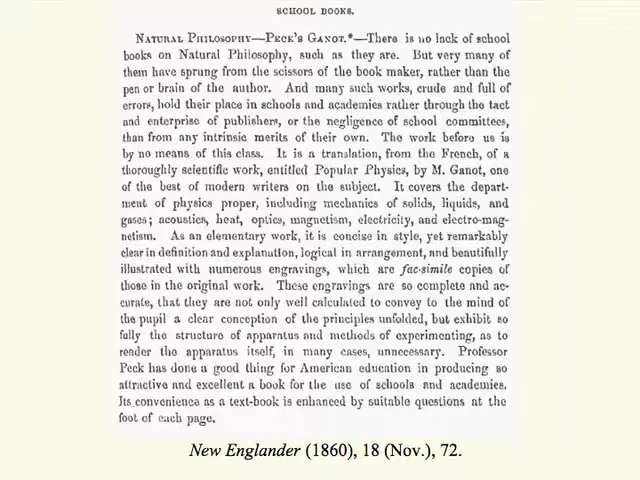 SCHOOL BOOKS.
NATURAL PHILOSOPHY—PECK'S GANOT.*—There is no lack of school
books on Natural Philosophy, such as they are. But very many of
them have sprung from the scissors of the book maker, rather than the
pen or brain of the author. And many such works, crude and full of
errors, hold their place in schools and academies rather through the tact
and enterprise of publishers, or the negligence of school committees,
than from any intrinsic merits of their own. The work before us is
by no means of this class. It is a translation, from the French, of a
thoroughly scientific work, entitled Popular Physics, by M. Ganot, one
of the best of modern writers on the subject. It covers the depart-
ment of physics proper, including mechanics of solids, liquids, and
gases; acoustics, heat, optics, magnetism, electricity, and electro-mag-
netism. As an elementary work, it is concise in style, yet remarkably
clear in definition and explanation, logical in arrangement, and beautifully
illustrated with numerous engravings, which are fac-simile copies of
those in the original work. These engravings are so complete and ac-
curate, that they are not only well calculated to convey to the mind of
the pupil a clear conception of the principles unfolded, but exhibit so
fully the structure of apparatus and methods of experimenting, as to
render the apparatus itself, in many cases, unnecessary. Professor
Peck has done a good thing for American education in producing so
attractive and excellent a book for the use of schools and academies.
Its convenience as a text-book is enhanced by suitable questions at the
foot of each page.
New Englander (1860), 18 (Nov.), 72.